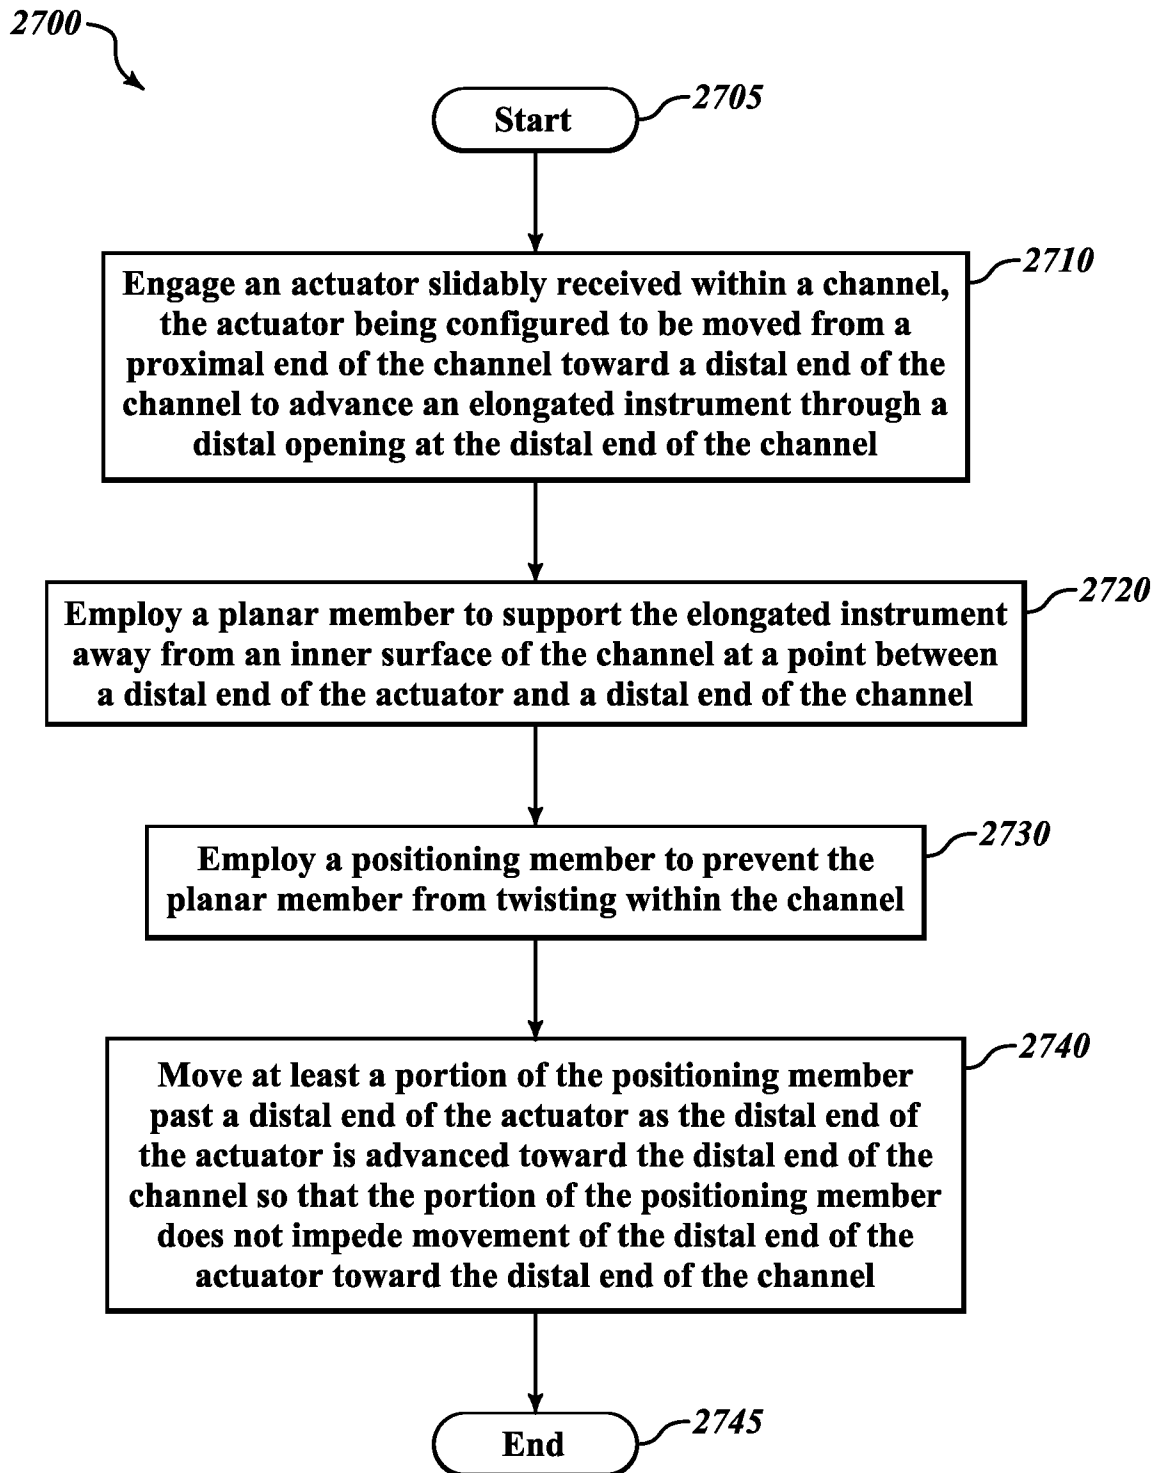 2700
Start
2705
2710
Engage an actuator slidably received within a channel,
the actuator being configured to be moved from a
proximal end of the channel toward a distal end of the
channel to advance an elongated instrument through a
distal opening at the distal end of the channel
2720
Employ a planar member to support the elongated instrument
away from an inner surface of the channel at a point between
a distal end of the actuator and a distal end of the channel
2730
Employ a positioning member to prevent the
planar member from twisting within the channel
2740
Move at least a portion of the positioning member
past a distal end of the actuator as the distal end of
the actuator is advanced toward the distal end of the
channel so that the portion of the positioning member
does not impede movement of the distal end of the
actuator toward the distal end of the channel
2745
End